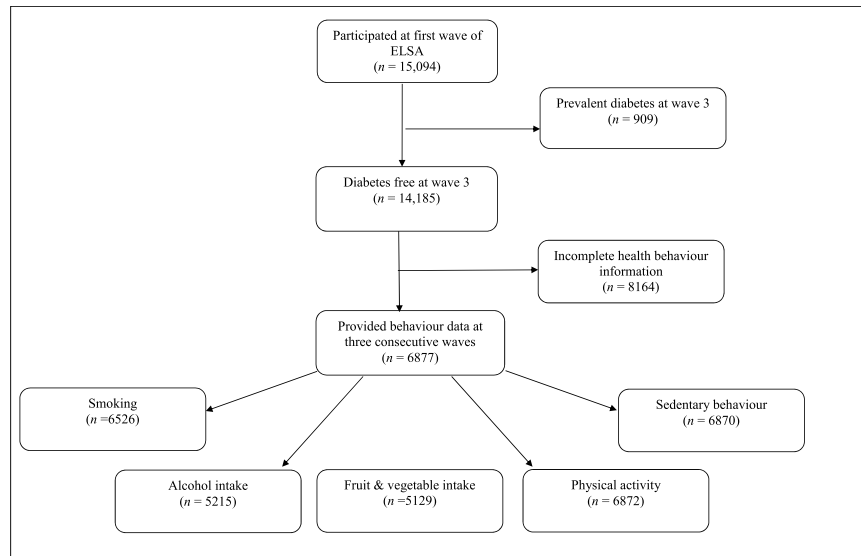 Participated at first wave of
ELSA
(n = 15,094)
Prevalent diabetes at wave 3
(n = 909)
Diabetes free at wave 3
(n = 14,185)
Incomplete health behaviour
information
(n = 8164)
Provided behaviour data at
three consecutive waves
(n = 6877)
Smoking
(n =6526)
Sedentary behaviour
(n = 6870)
Alcohol intake
(n = 5215)
Fruit & vegetable intake
(n =5129)
Physical activity
(n = 6872)